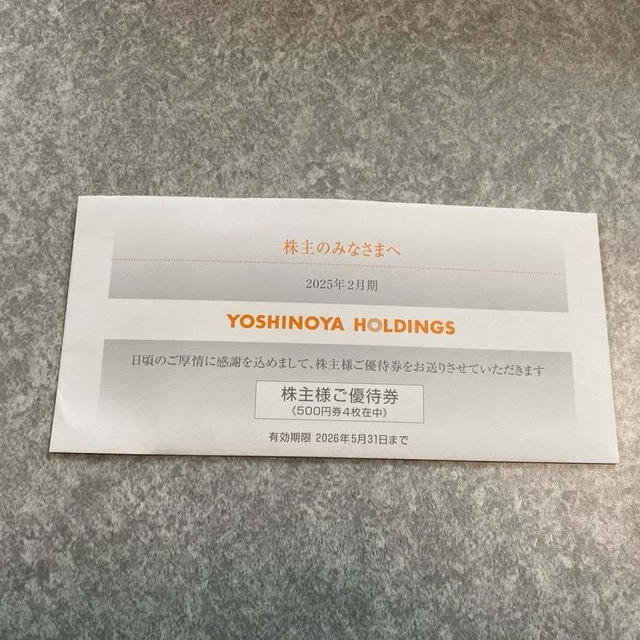 株主のみなさまへ
2025年2月期
YOSHINOYA HOLDINGS
日頃のご厚情に感謝を込めまして、株主様ご優待券をお送りさせていただきます
株主様ご優待券
《500円券4枚在中》
有効期限 2026年5月31日まで